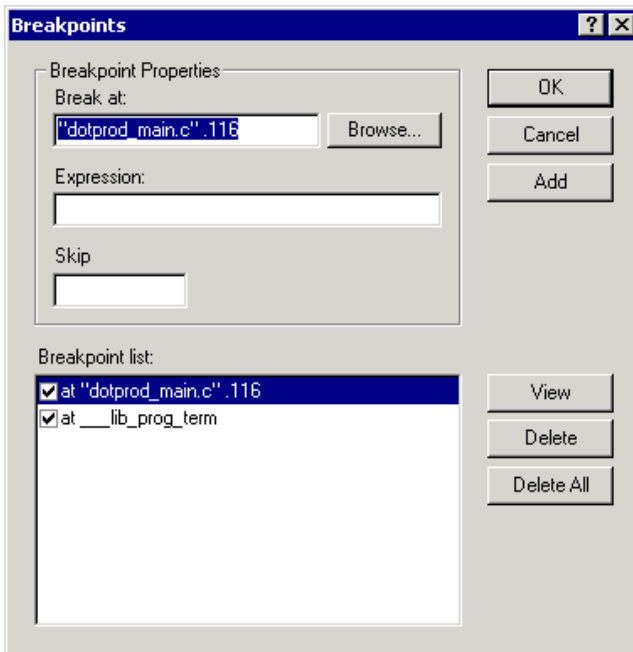 Breakpoints
Breakpoint Properties
Break at:
"dotprod_main.c" .116
Browse...
Expression:
Skip
OK
Cancel
Add
Breakpoint list:
at "dotprod_main.c" .116
at ___lib_prog_term
View
Delete
Delete All